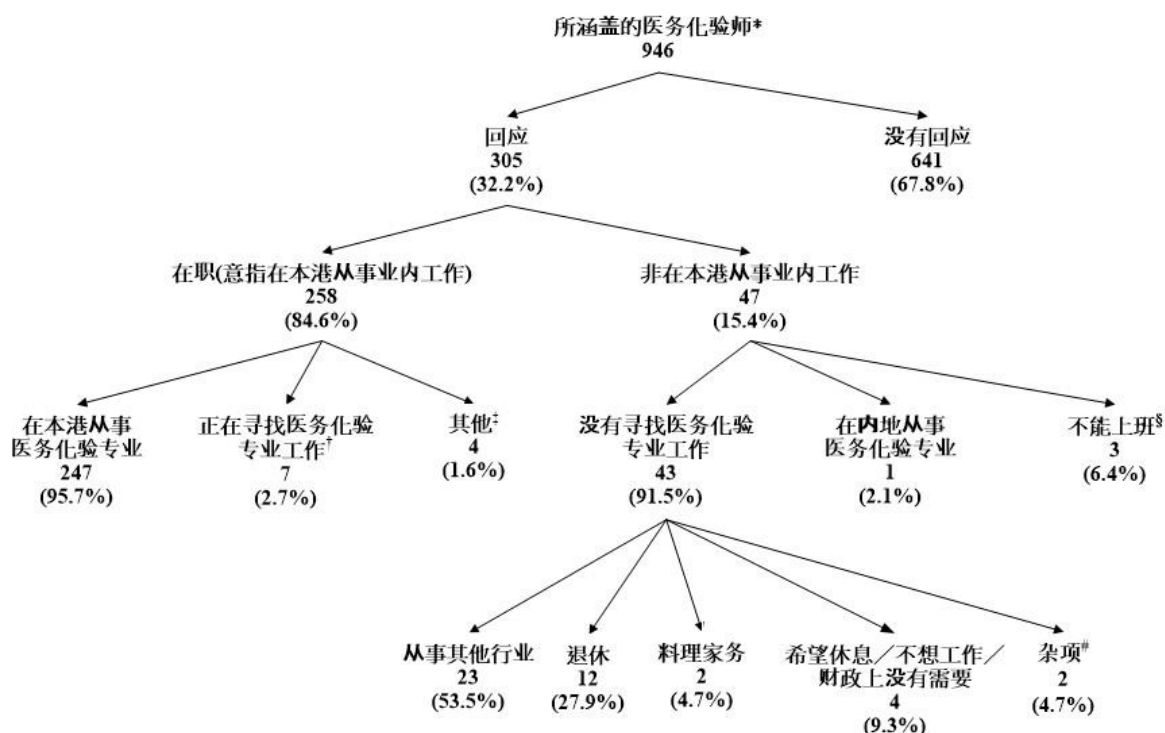 所涵盖的医务化验师*
946
回应
305
(32.2%)
没有回应
641
(67.8%)
在职(意指在本港从事业内工作)
258
(84.6%)
非在本港从事业内工作
47
(15.4%)
在本港从事
医务化验专业
247
(95.7%)
正在寻找医务化验
专业工作†
7
(2.7%)
其他‡
4
(1.6%)
没有寻找医务化验
专业工作
43
(91.5%)
在内地从事
医务化验专业
1
(2.1%)
不能上班§
3
(6.4%)
从事其他行业
23
(53.5%)
退休
12
(27.9%)
料理家务
2
(4.7%)
希望休息／不想工作／
财政上没有需要
4
(9.3%)
杂项#
2
(4.7%)